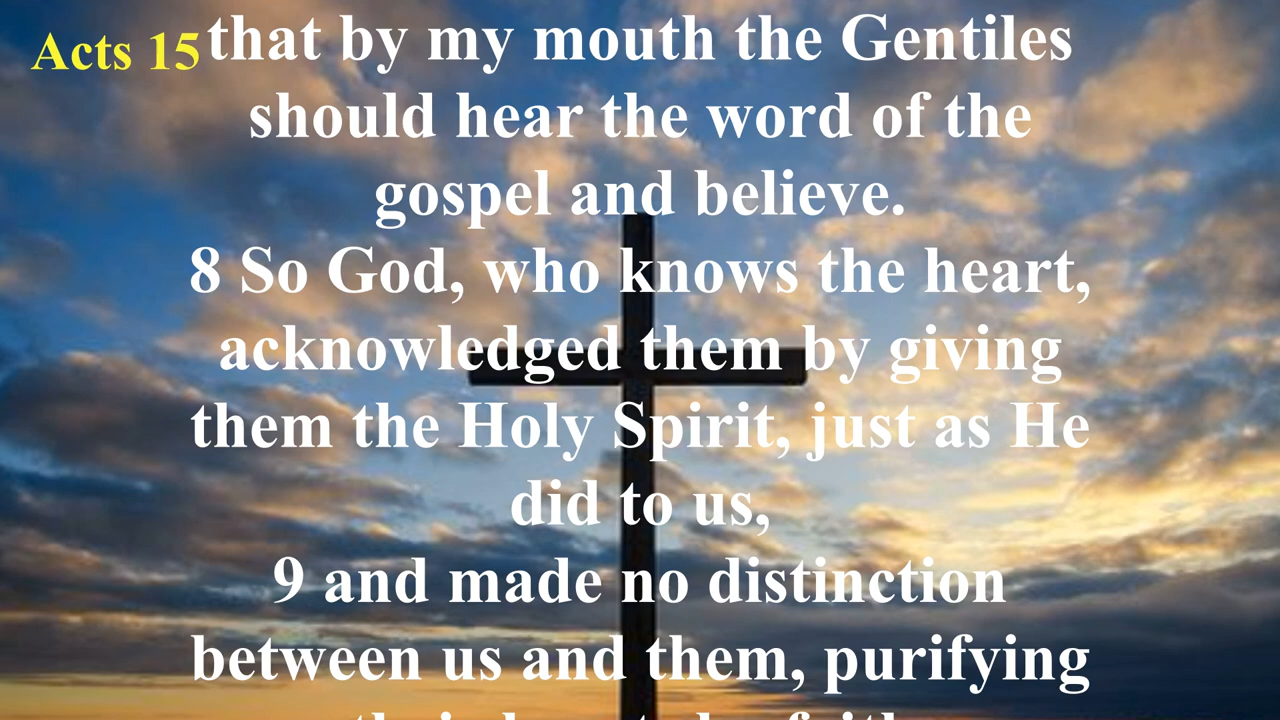 Acts 15
that by my mouth the Gentiles
should hear the word of the
gospel and believe.
8 So God, who knows the heart,
acknowledged them by giving
them the Holy Spirit, just as He
did to us,
9 and made no distinction
between us and them, purifying